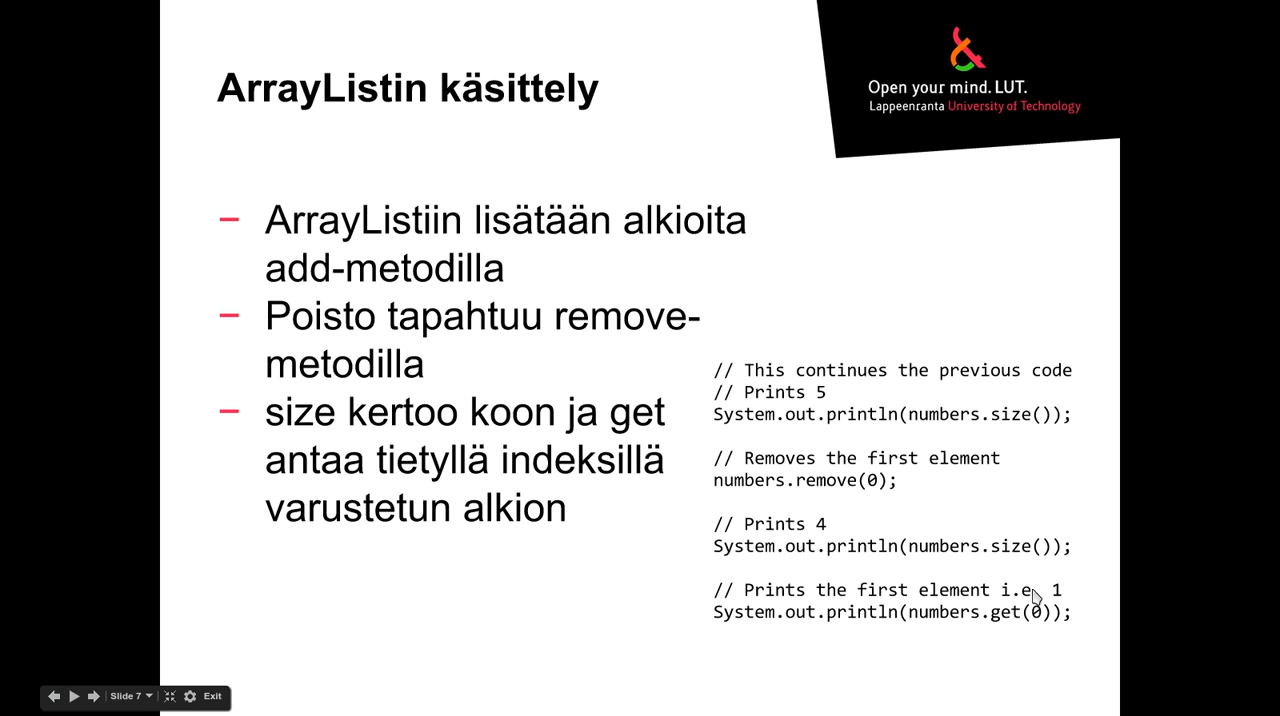 ArrayListin käsittely
Open your mind. LUT.
Lappeenranta University of Technology
– ArrayListiin lisätään alkioita
add-metodilla
– Poisto tapahtuu remove-
metodilla
– size kertoo koon ja get
antaa tietyllä indeksillä
varustetun alkion
// This continues the previous code
// Prints 5
System.out.println(numbers.size());
// Removes the first element
numbers.remove(0);
// Prints 4
System.out.println(numbers.size());
// Prints the first element i.e. 1
System.out.println(numbers.get(0));
Slide 7
Exit